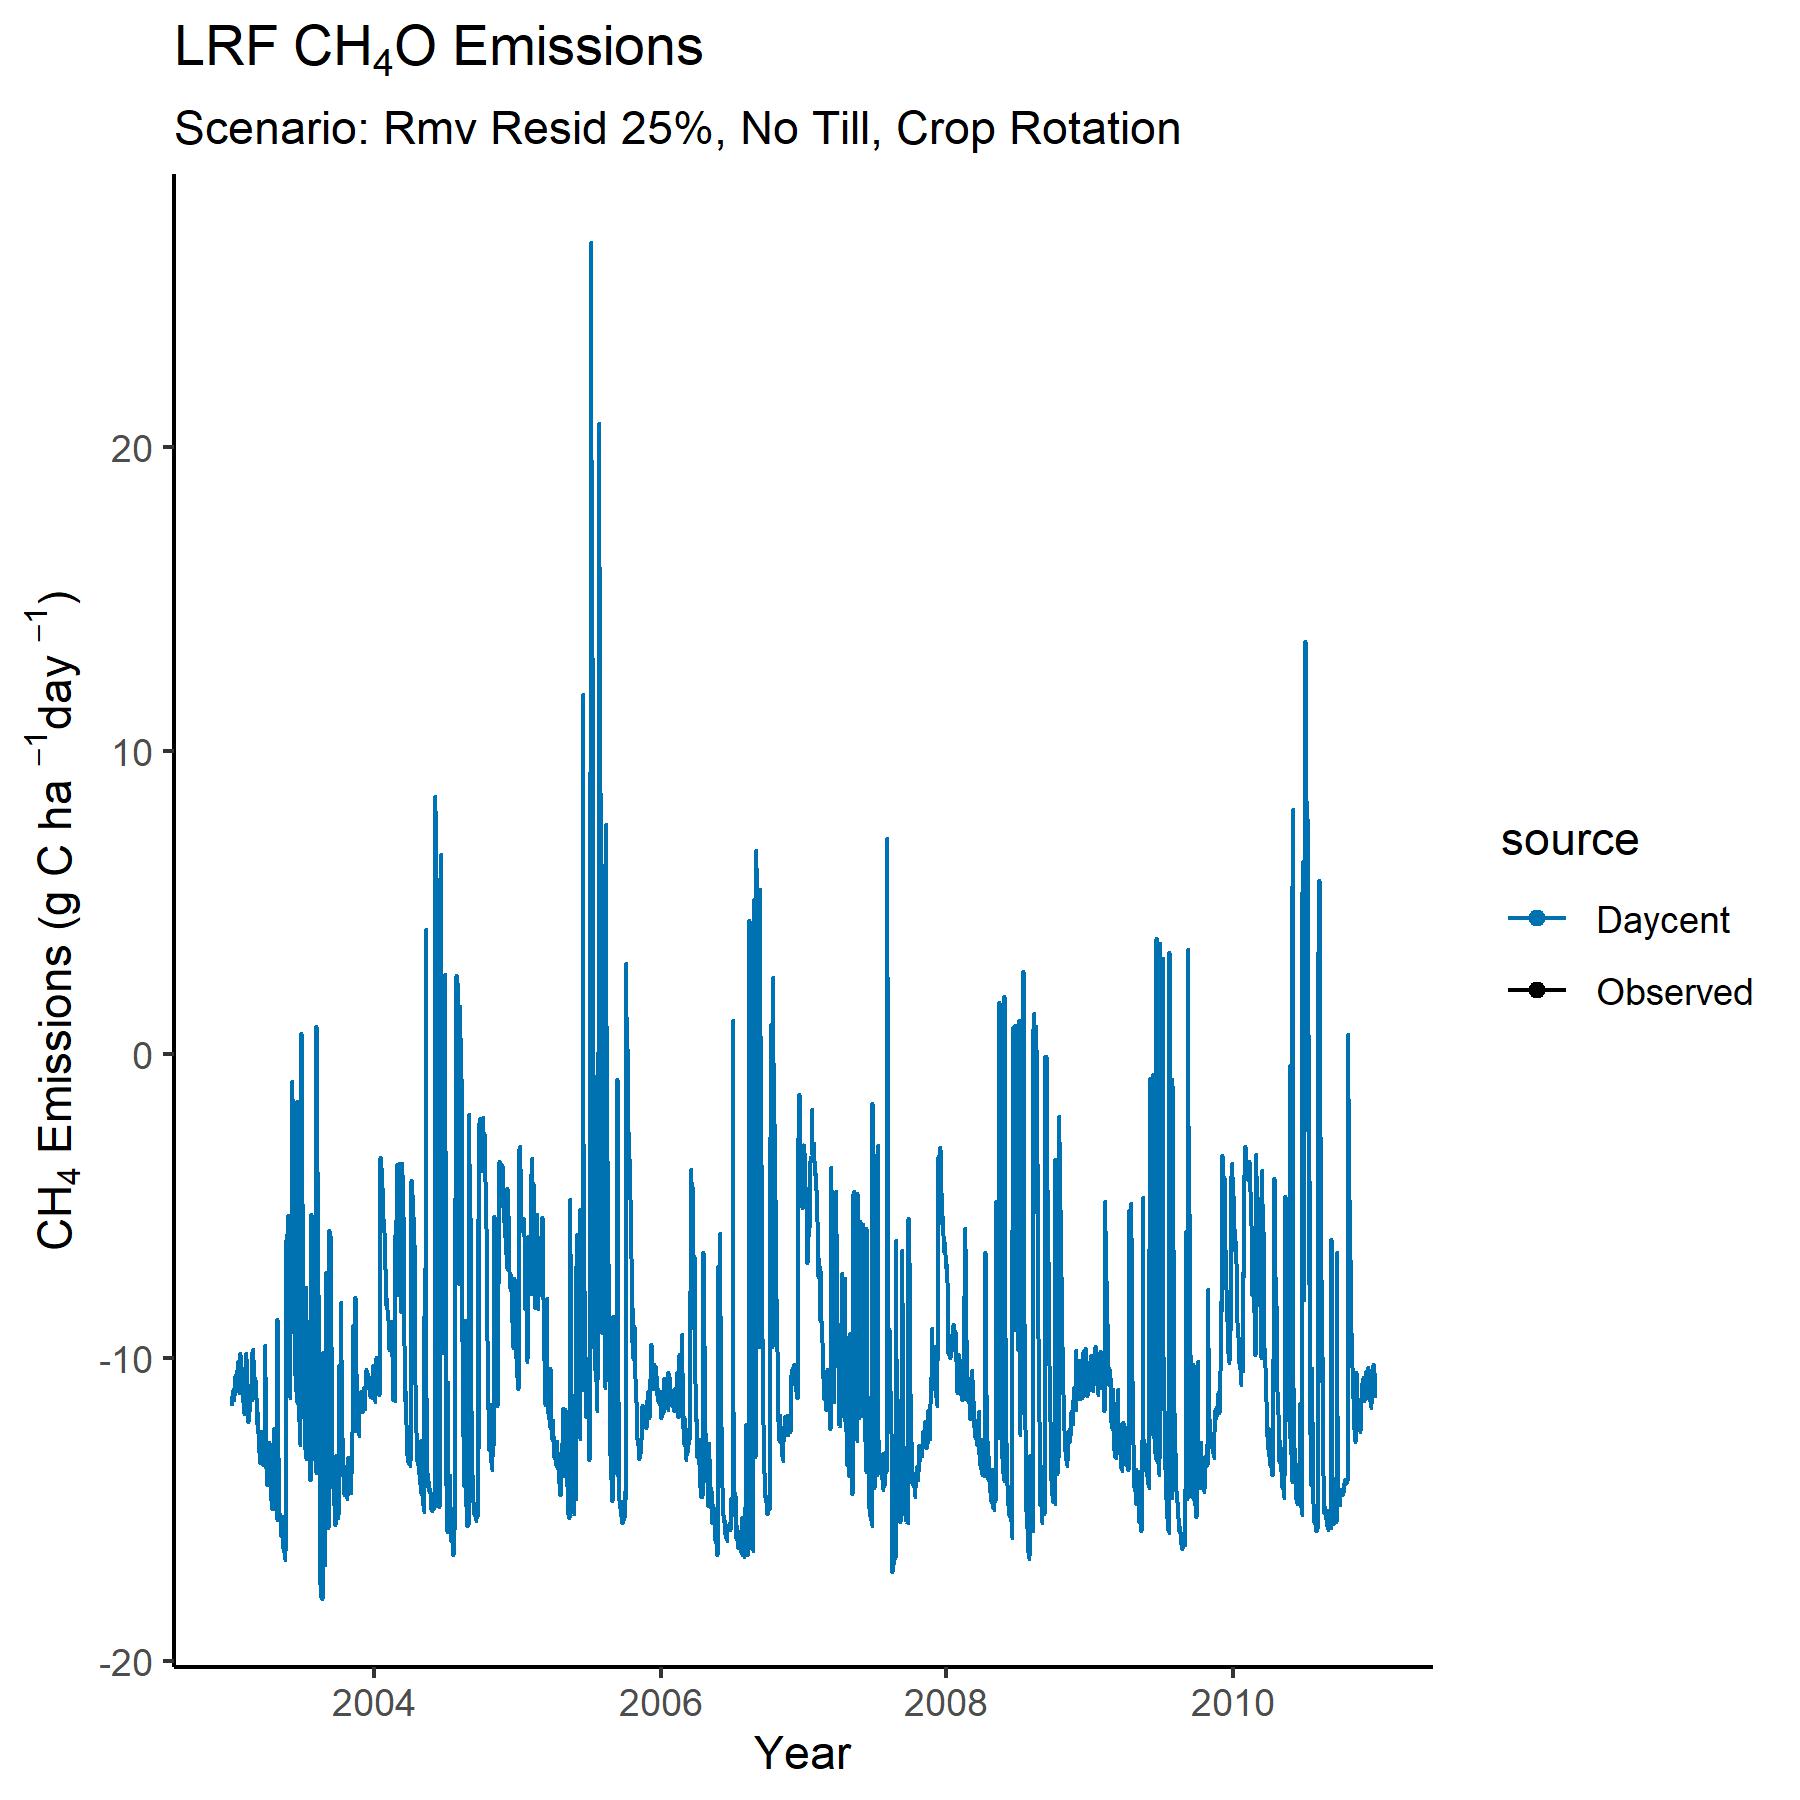 LRF CH₄O Emissions
Scenario: Rmv Resid 25%, No Till, Crop Rotation
CH₄ Emissions (g C ha ⁻¹day ⁻¹)
20
10
0
-10
-20
2004 2006 2008 2010
Year
source
Daycent
Observed